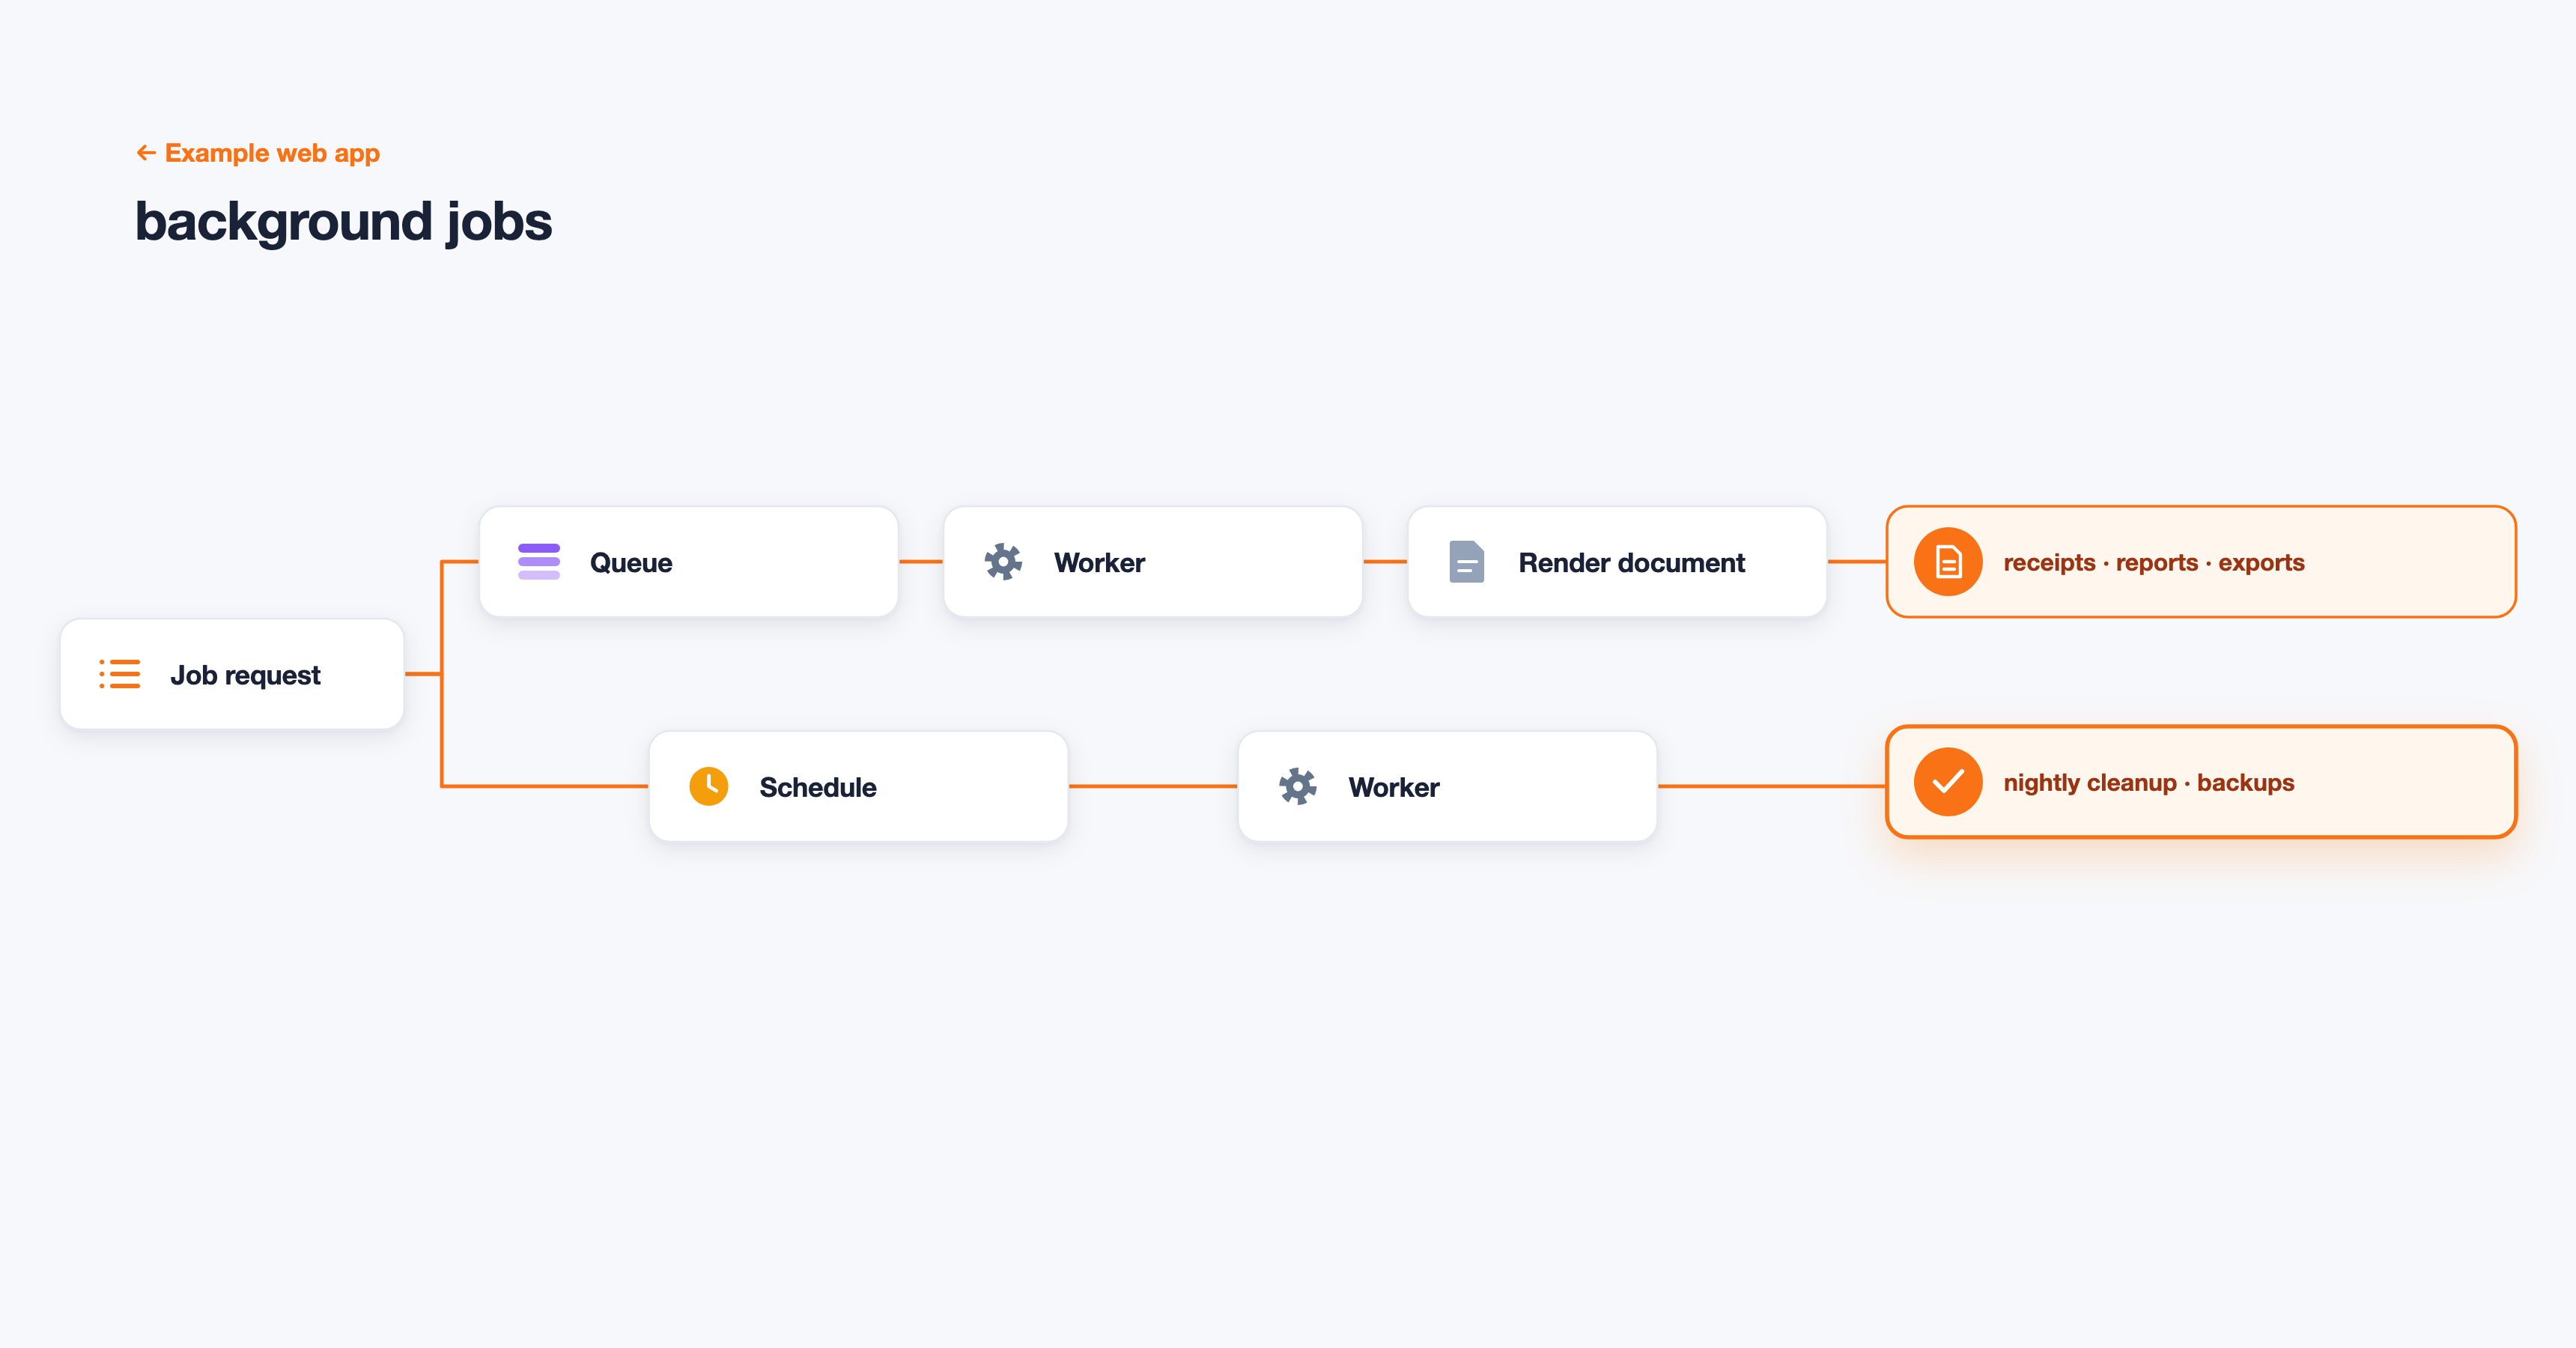 ← Example web app
background jobs
Queue
Worker
Render document
receipts · reports · exports
Job request
Schedule
Worker
nightly cleanup · backups